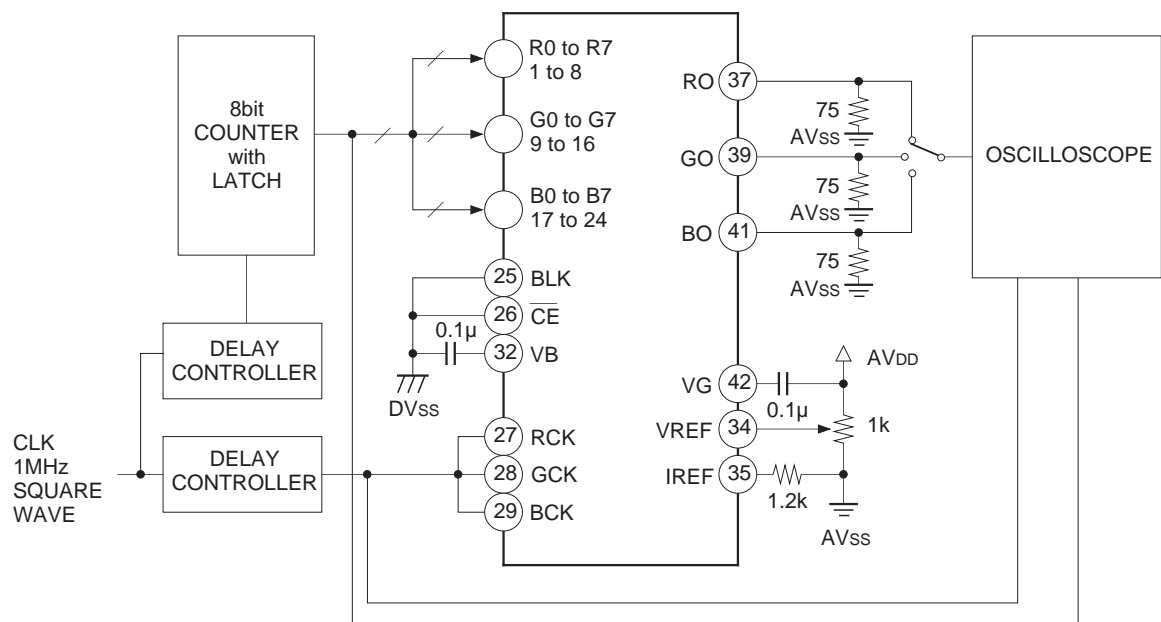 8bit
COUNTER
with
LATCH
DELAY
CONTROLLER
DELAY
CONTROLLER
CLK
1MHz
SQUARE
WAVE
R0 to R7
1 to 8
G0 to G7
9 to 16
B0 to B7
17 to 24
25 BLK
26 CE
0.1µ
32 VB
DVSS
27 RCK
28 GCK
29 BCK
RO 37
75
AVSS
GO 39
75
AVSS
BO 41
75
AVSS
OSCILLOSCOPE
AVDD
VG 42
0.1µ
VREF 34
1k
IREF 35
1.2k
AVSS